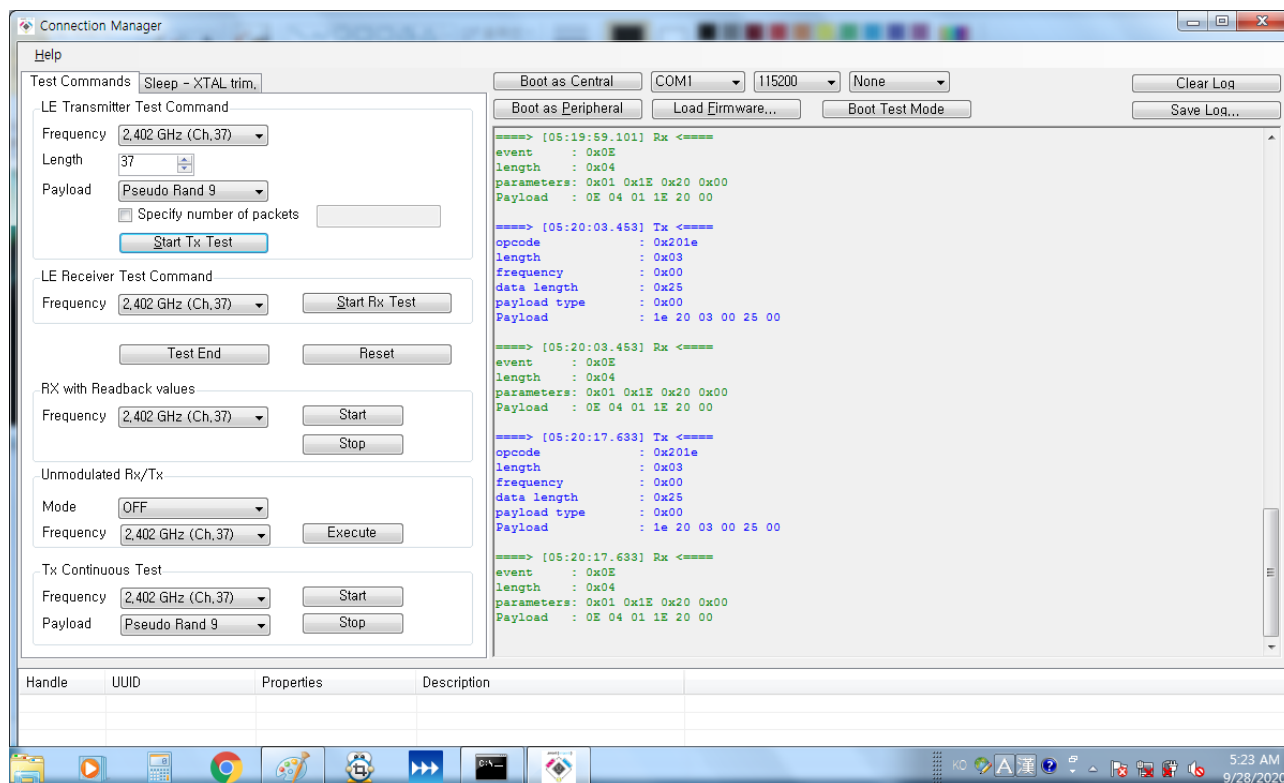 Connection Manager
Help
Test Commands
Sleep - XTAL trim,
LE Transmitter Test Command
Frequency 2,402 GHz (Ch,37)
Length 37
Payload Pseudo Rand 9
Specify number of packets
Start Tx Test
LE Receiver Test Command
Frequency 2,402 GHz (Ch,37) Start Rx Test
Test End Reset
RX with Readback values
Frequency 2,402 GHz (Ch,37) Start
Stop
Unmodulated Rx/Tx
Mode OFF
Frequency 2,402 GHz (Ch,37) Execute
Tx Continuous Test
Frequency 2,402 GHz (Ch,37) Start
Payload Pseudo Rand 9 Stop
Boot as Central COM1 115200 None Clear Log
Boot as Peripheral Load Firmware,,, Boot Test Mode Save Log,,,
====> [05:19:59.101] Rx <====
event : 0x0E
length : 0x04
parameters: 0x01 0x1E 0x20 0x00
Payload : 0E 04 01 1E 20 00
====> [05:20:03.453] Tx <====
opcode : 0x201e
length : 0x03
frequency : 0x00
data length : 0x25
payload type : 0x00
Payload : 1e 20 03 00 25 00
====> [05:20:03.453] Rx <====
event : 0x0E
length : 0x04
parameters: 0x01 0x1E 0x20 0x00
Payload : 0E 04 01 1E 20 00
====> [05:20:17.633] Tx <====
opcode : 0x201e
length : 0x03
frequency : 0x00
data length : 0x25
payload type : 0x00
Payload : 1e 20 03 00 25 00
====> [05:20:17.633] Rx <====
event : 0x0E
length : 0x04
parameters: 0x01 0x1E 0x20 0x00
Payload : 0E 04 01 1E 20 00
Handle UUID Properties Description
C:\_
KO A 漢 5:23 AM